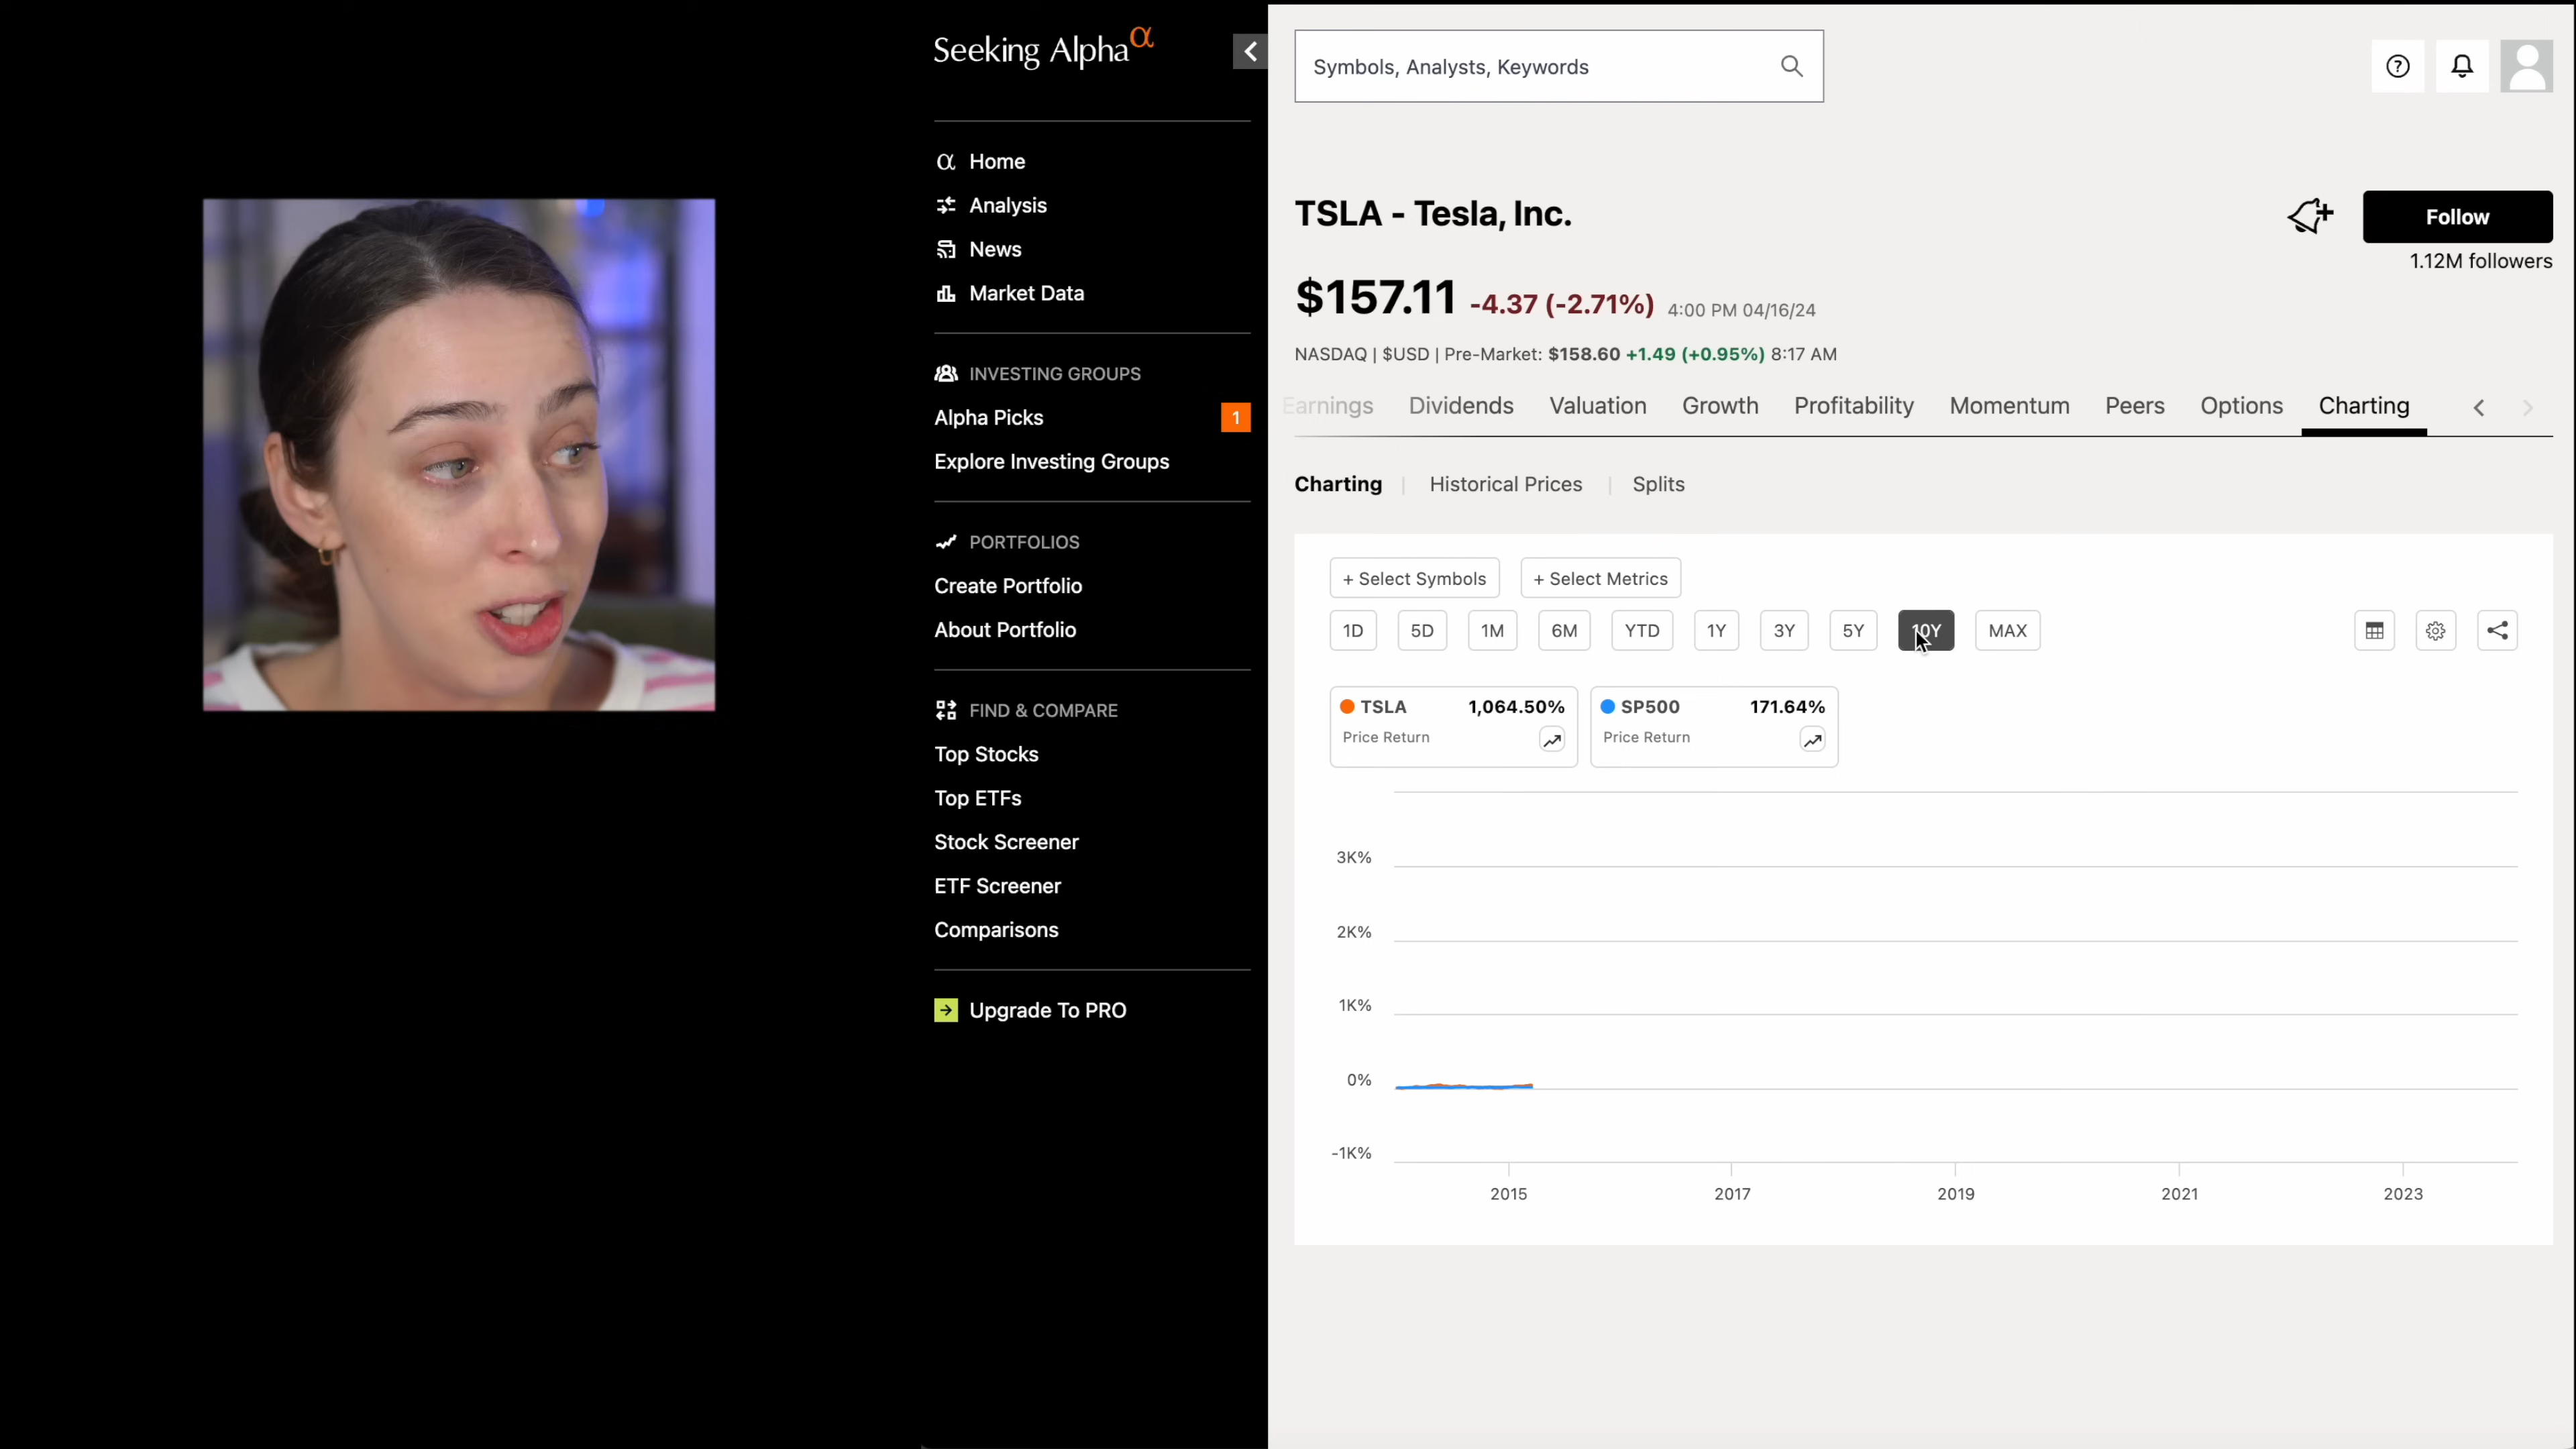 Seeking Alpha α
Home
Analysis
News
Market Data
INVESTING GROUPS
Alpha Picks 1
Explore Investing Groups
PORTFOLIOS
Create Portfolio
About Portfolio
FIND & COMPARE
Top Stocks
Top ETFs
Stock Screener
ETF Screener
Comparisons
Upgrade To PRO
Symbols, Analysts, Keywords
TSLA - Tesla, Inc.
Follow
1.12M followers
$157.11 -4.37 (-2.71%) 4:00 PM 04/16/24
NASDAQ | $USD | Pre-Market: $158.60 +1.49 (+0.95%) 8:17 AM
Earnings Dividends Valuation Growth Profitability Momentum Peers Options Charting
Charting | Historical Prices | Splits
+ Select Symbols + Select Metrics
1D 5D 1M 6M YTD 1Y 3Y 5Y 10Y MAX
TSLA 1,064.50% SP500 171.64%
Price Return Price Return
3K%
2K%
1K%
0%
-1K%
2015 2017 2019 2021 2023